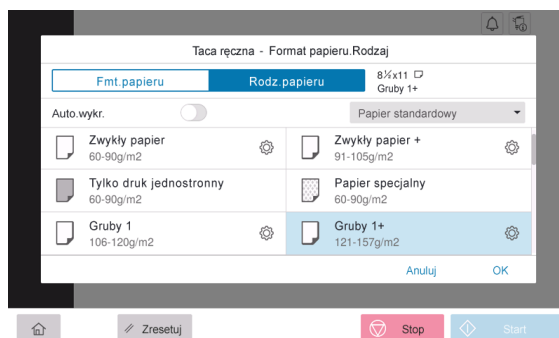 Taca ręczna - Format papieru.Rodzaj
Fmt.papieru
Rodz.papieru
8½x11
Gruby 1+
Auto.wykr.
Papier standardowy
Zwykły papier
60-90g/m2
Zwykły papier +
91-105g/m2
Tylko druk jednostronny
60-90g/m2
Papier specjalny
60-90g/m2
Gruby 1
106-120g/m2
Gruby 1+
121-157g/m2
Anuluj
OK
Zresetuj
Stop
Start